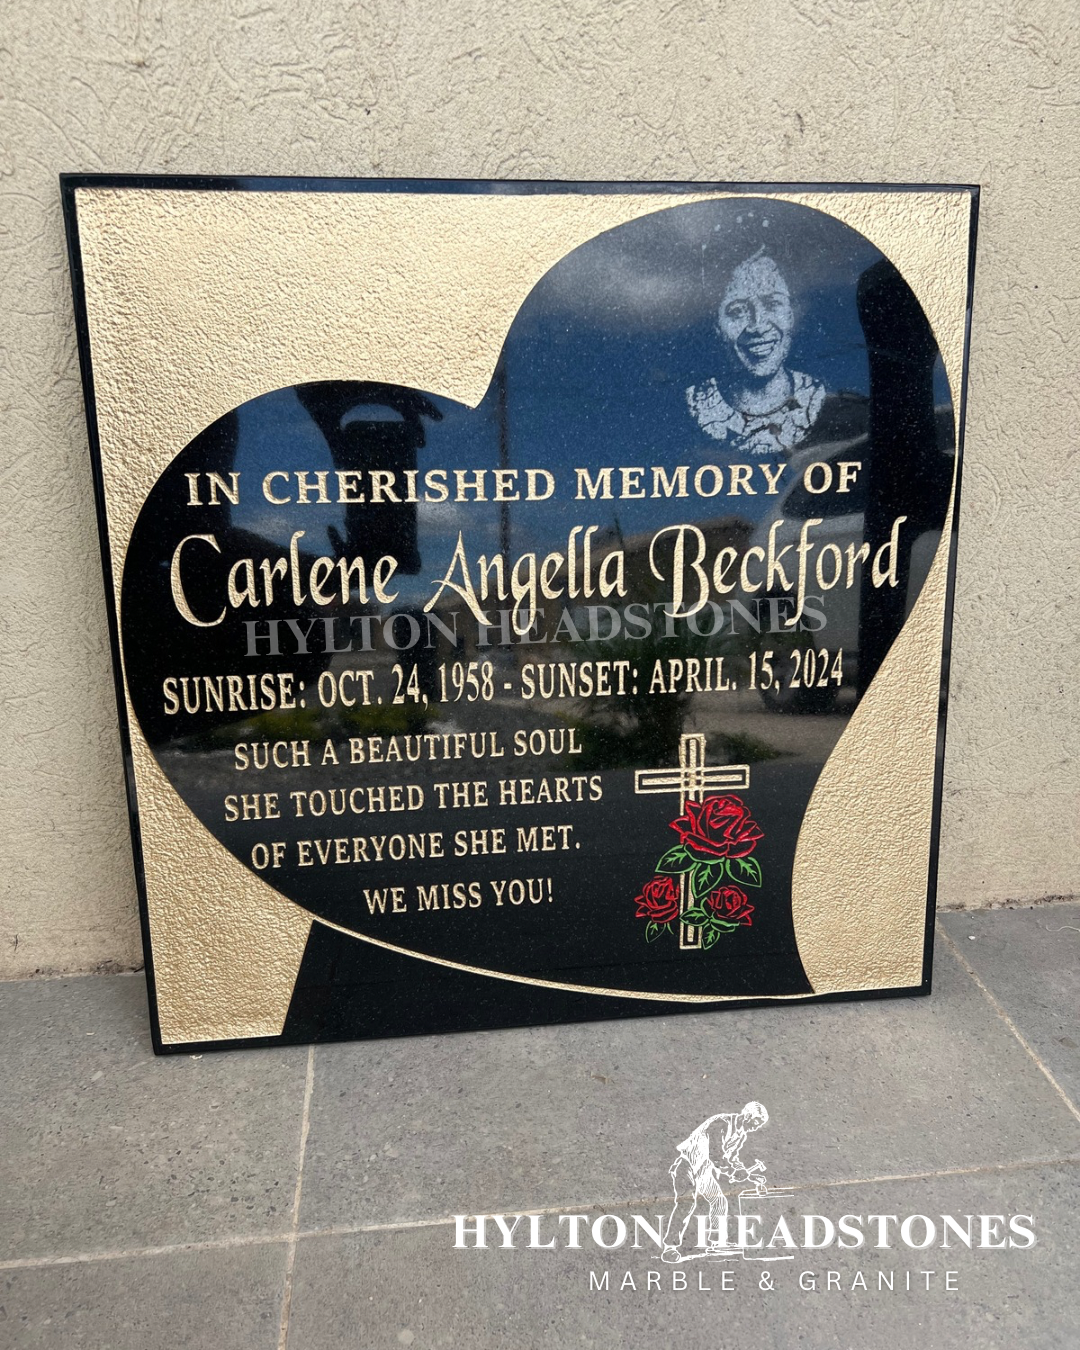 IN CHERISHED MEMORY OF
Carlene Angella Beckford
HYLTON HEADSTONES
SUNRISE: OCT. 24, 1958 - SUNSET: APRIL. 15, 2024
SUCH A BEAUTIFUL SOUL
SHE TOUCHED THE HEARTS
OF EVERYONE SHE MET.
WE MISS YOU!
HYLTON HEADSTONES
MARBLE & GRANITE